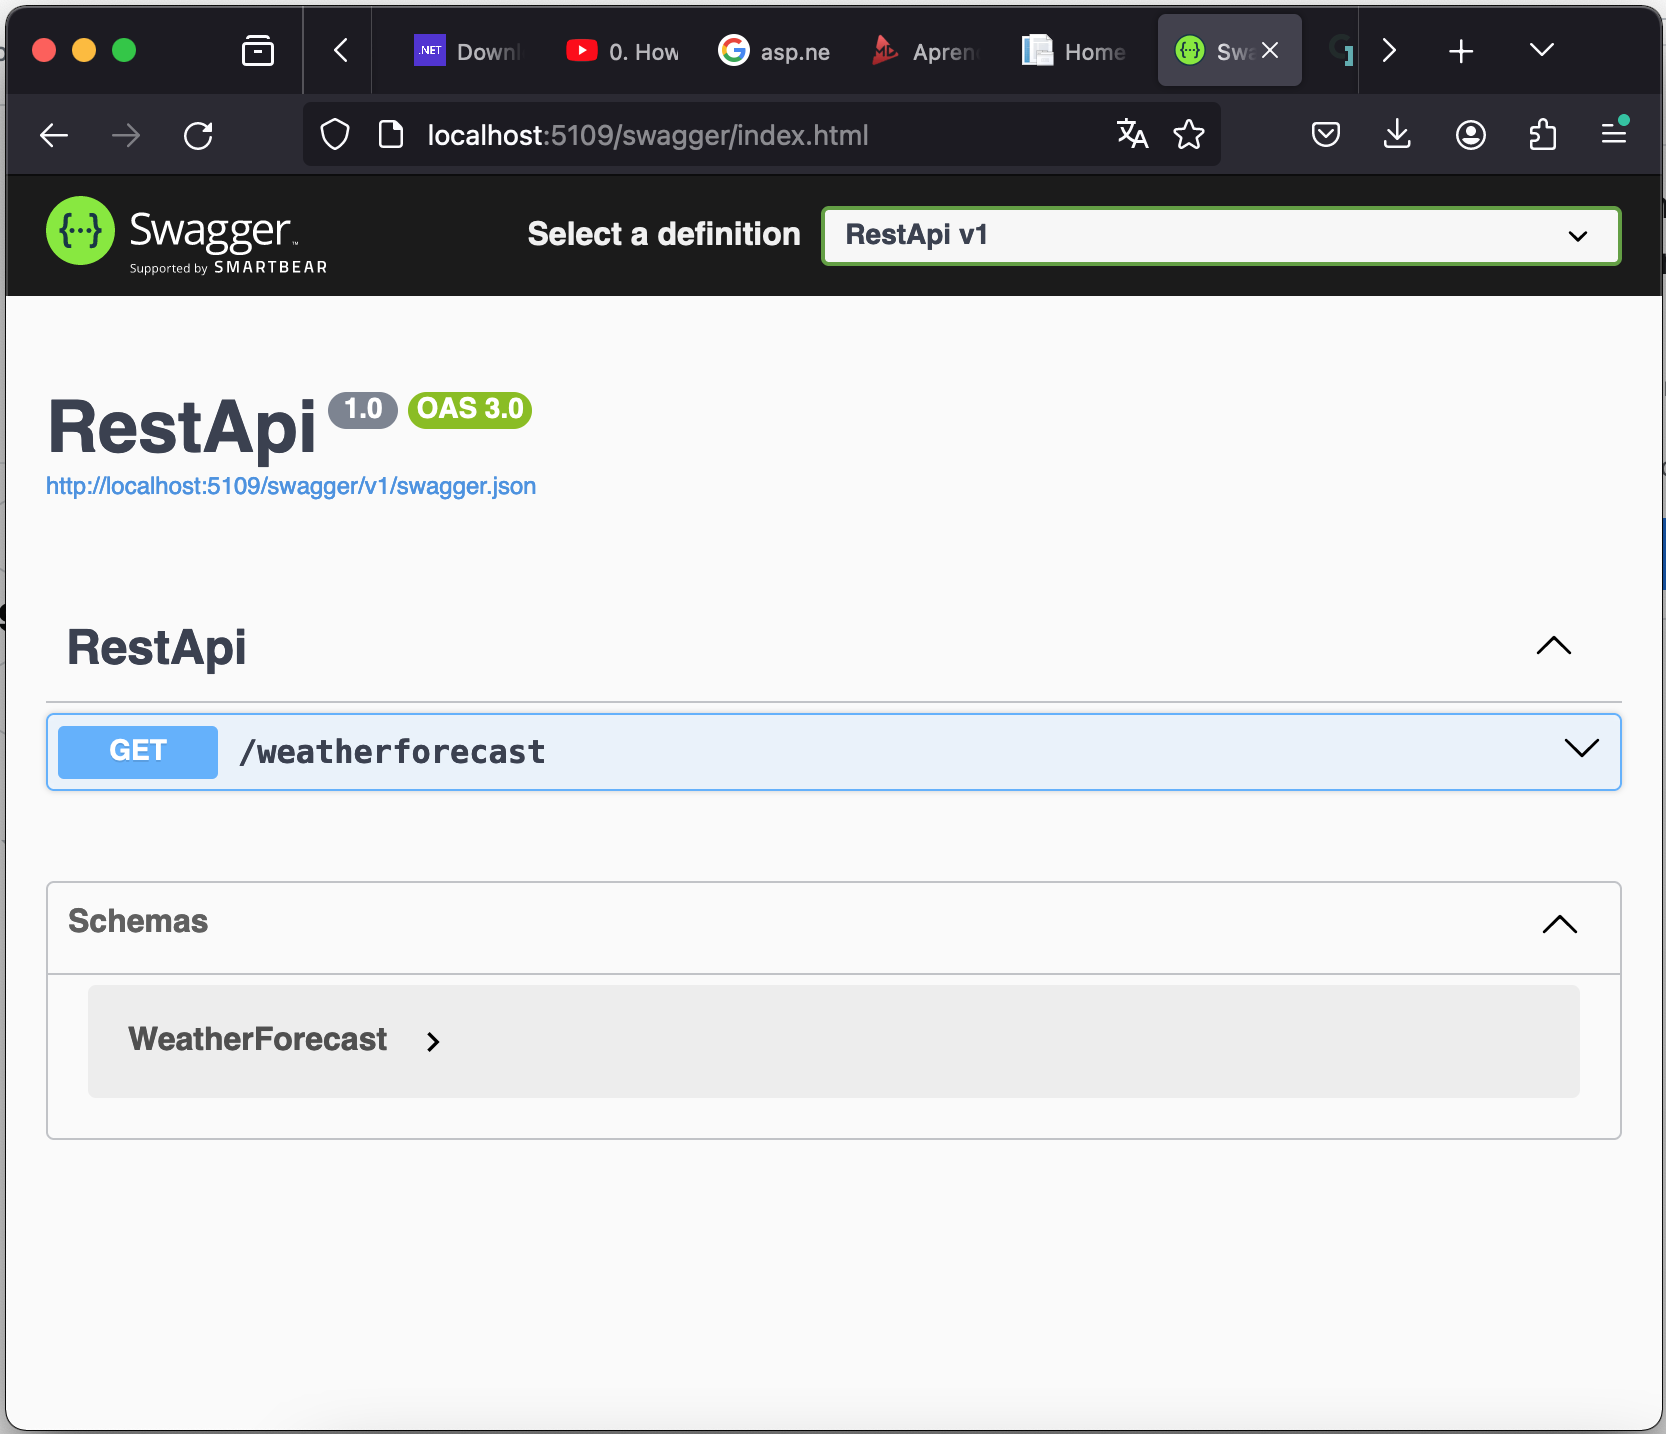 .NET Downl 0. How asp.ne Apren Home Swa
localhost:5109/swagger/index.html
{···} Swagger™
Supported by SMARTBEAR
Select a definition RestApi v1
RestApi 1.0 OAS 3.0
http://localhost:5109/swagger/v1/swagger.json
RestApi
GET /weatherforecast
Schemas
WeatherForecast